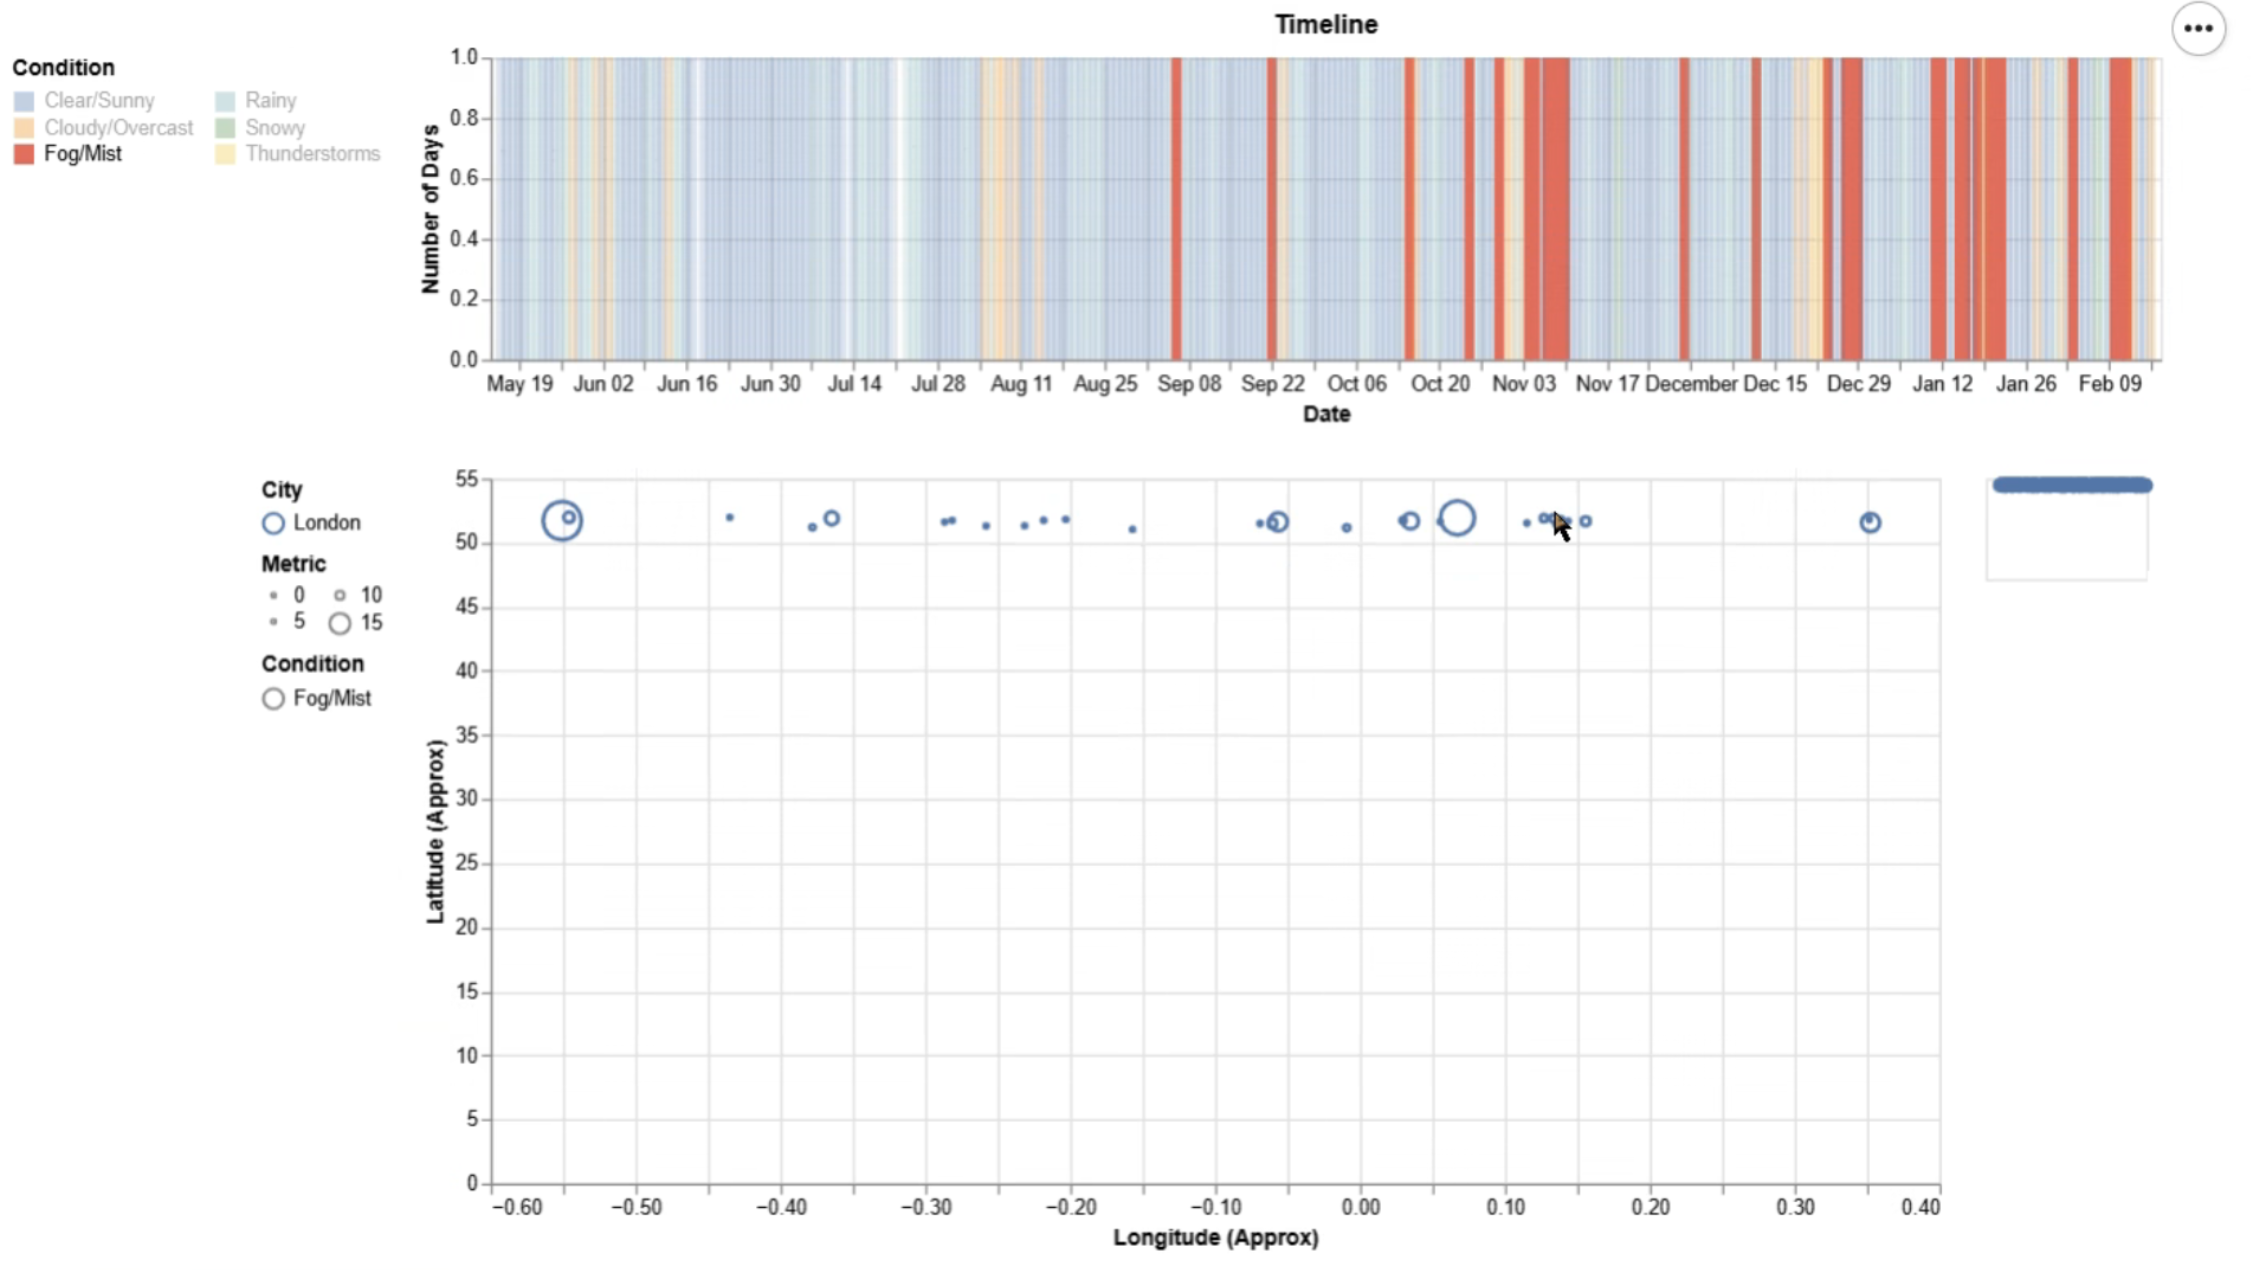 Timeline
Condition
Clear/Sunny Rainy
Cloudy/Overcast Snowy
Fog/Mist Thunderstorms
Number of Days
1.0
0.8
0.6
0.4
0.2
0.0
May 19 Jun 02 Jun 16 Jun 30 Jul 14 Jul 28 Aug 11 Aug 25 Sep 08 Sep 22 Oct 06 Oct 20 Nov 03 Nov 17 December Dec 15 Dec 29 Jan 12 Jan 26 Feb 09
Date
City
London
Metric
0 10
5 15
Condition
Fog/Mist
Latitude (Approx)
55
50
45
40
35
30
25
20
15
10
5
0
−0.60 −0.50 −0.40 −0.30 −0.20 −0.10 0.00 0.10 0.20 0.30 0.40
Longitude (Approx)